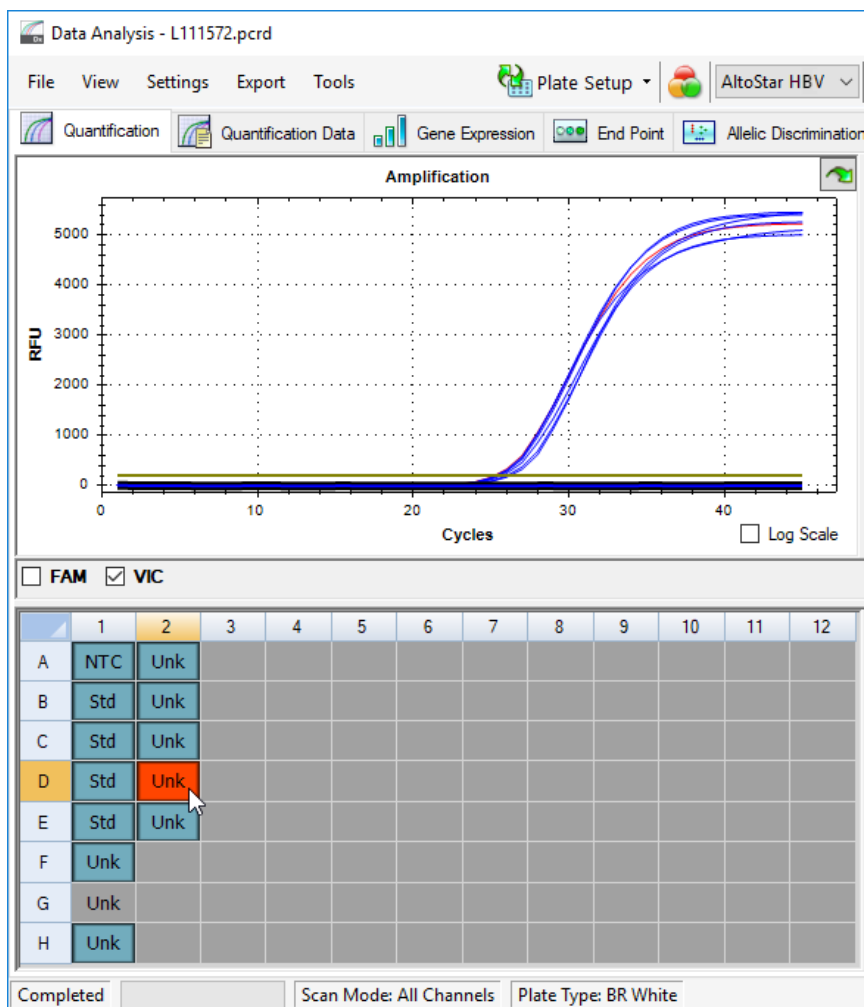 Data Analysis - L111572.pcrd
File View Settings Export Tools Plate Setup AltoStar HBV
Quantification Quantification Data Gene Expression End Point Allelic Discrimination
Amplification
5000
4000
3000
2000
1000
0
RFU
0 10 20 30 40
Cycles
Log Scale
FAM VIC
1 2 3 4 5 6 7 8 9 10 11 12
A NTC Unk
B Std Unk
C Std Unk
D Std Unk
E Std Unk
F Unk
G Unk
H Unk
Completed Scan Mode: All Channels Plate Type: BR White